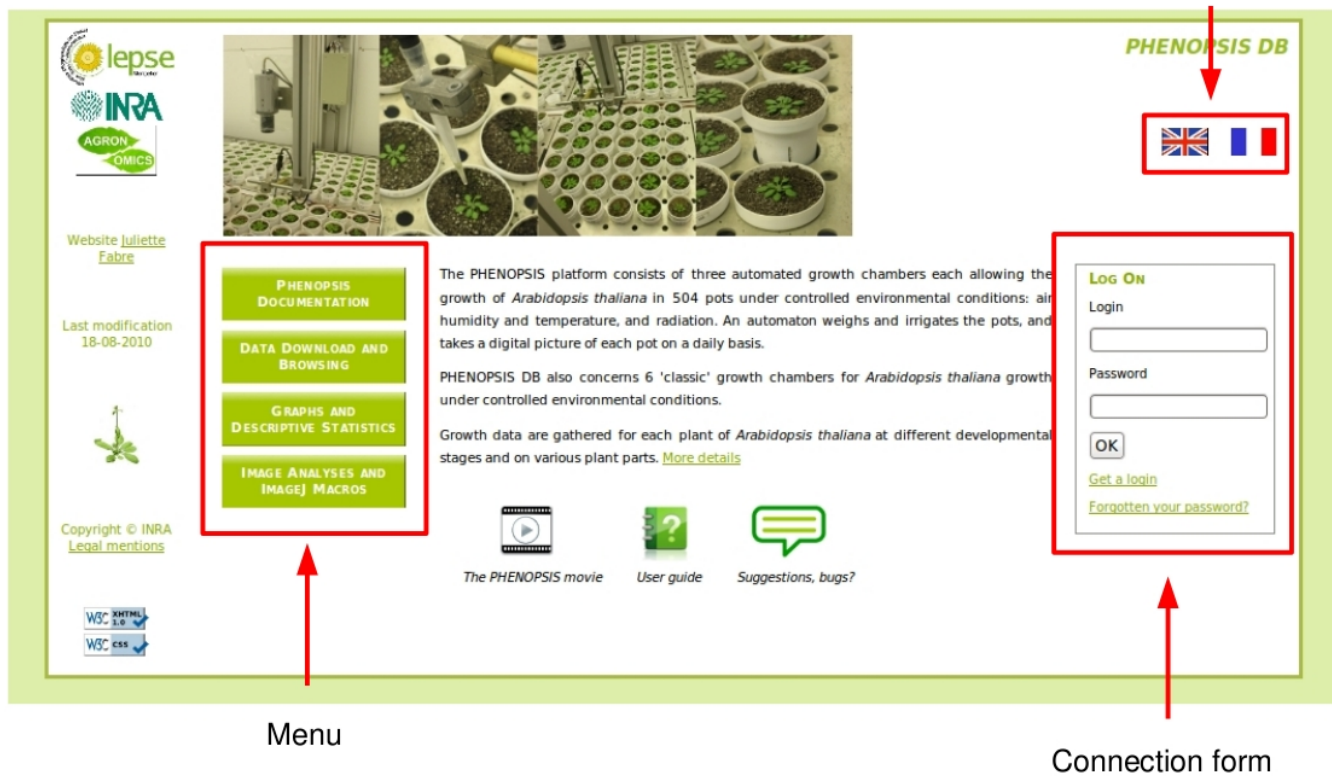 lepse
INRA
AGRON
OMICS
PHENOPSIS DB
Website Juliette
Fabre
Last modification
18-08-2010
Copyright © INRA
Legal mentions
W3C XHTML 1.0
W3C css
PHENOPSIS
DOCUMENTATION
DATA DOWNLOAD AND
BROWSING
GRAPHS AND
DESCRIPTIVE STATISTICS
IMAGE ANALYSES AND
IMAGEJ MACROS
The PHENOPSIS platform consists of three automated growth chambers each allowing the
growth of Arabidopsis thaliana in 504 pots under controlled environmental conditions: air
humidity and temperature, and radiation. An automaton weighs and irrigates the pots, and
takes a digital picture of each pot on a daily basis.
PHENOPSIS DB also concerns 6 'classic' growth chambers for Arabidopsis thaliana growth
under controlled environmental conditions.
Growth data are gathered for each plant of Arabidopsis thaliana at different developmental
stages and on various plant parts. More details
The PHENOPSIS movie
User guide
Suggestions, bugs?
LOG ON
Login
Password
OK
Get a login
Forgotten your password?
Menu
Connection form